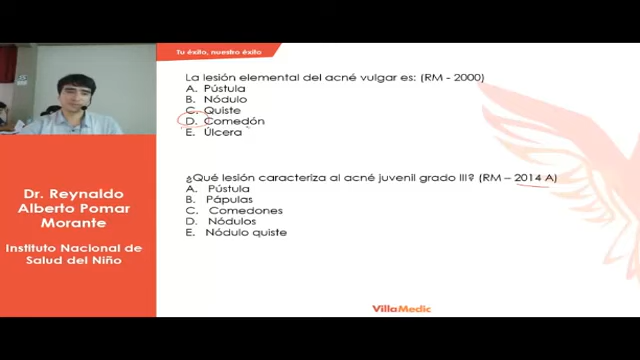 Tu éxito, nuestro éxito
La lesión elemental del acné vulgar es: (RM - 2000)
A. Pústula
B. Nódulo
C. Quiste
D. Comedón
E. Úlcera
¿Qué lesión caracteriza al acné juvenil grado III? (RM – 2014 A)
A. Pústula
B. Pápulas
C. Comedones
D. Nódulos
E. Nódulo quiste
Dr. Reynaldo
Alberto Pomar
Morante
Instituto Nacional de
Salud del Niño
VillaMedic